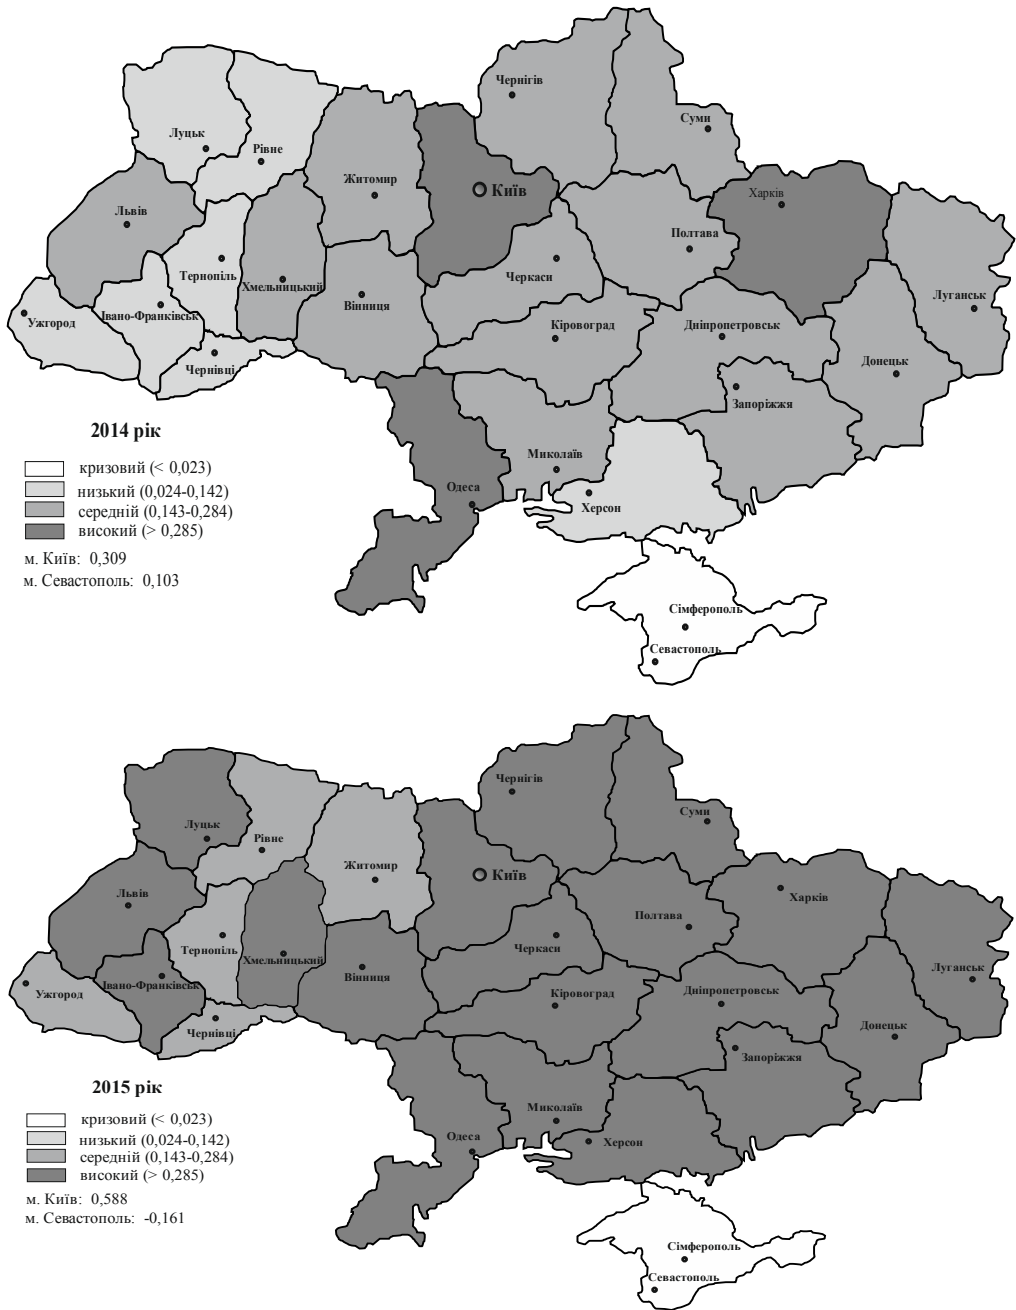 Чернігів
Суми
Луцьк
Рівне
Житомир
Київ
Харків
Львів
Полтава
Тернопіль
Хмельницький
Черкаси
Вінниця
Луганськ
Ужгород
Івано-Франківськ
Кіровоград
Дніпропетровськ
Чернівці
Донецьк
Запоріжжя
2014 рік
Миколаїв
кризовий (< 0,023)
низький (0,024-0,142)
Одеса
Херсон
середній (0,143-0,284)
високий (> 0,285)
м. Київ: 0,309
м. Севастополь: 0,103
Сімферополь
Севастополь
Чернігів
Суми
Луцьк
Рівне
Житомир
Київ
Львів
Харків
Полтава
Тернопіль
Черкаси
Хмельницький
Вінниця
Луганськ
Івано-Франківськ
Ужгород
Кіровоград
Дніпропетровськ
Чернівці
Донецьк
Запоріжжя
2015 рік
Миколаїв
кризовий (< 0,023)
низький (0,024-0,142)
Одеса
Херсон
середній (0,143-0,284)
високий (> 0,285)
м. Київ: 0,588
м. Севастополь: -0,161
Сімферополь
Севастополь